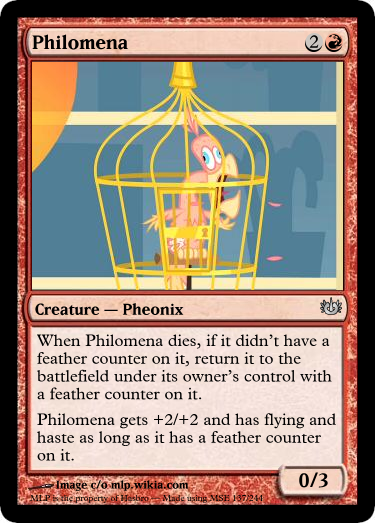 Philomena 2
Creature — Pheonix
When Philomena dies, if it didn't have a
feather counter on it, return it to the
battlefield under its owner's control with
a feather counter on it.
Philomena gets +2/+2 and has flying and
haste as long as it has a feather counter
on it.
Image c/o mlp.wikia.com
MLP is the property of Hasbro — Made using MSE 137/244
0/3